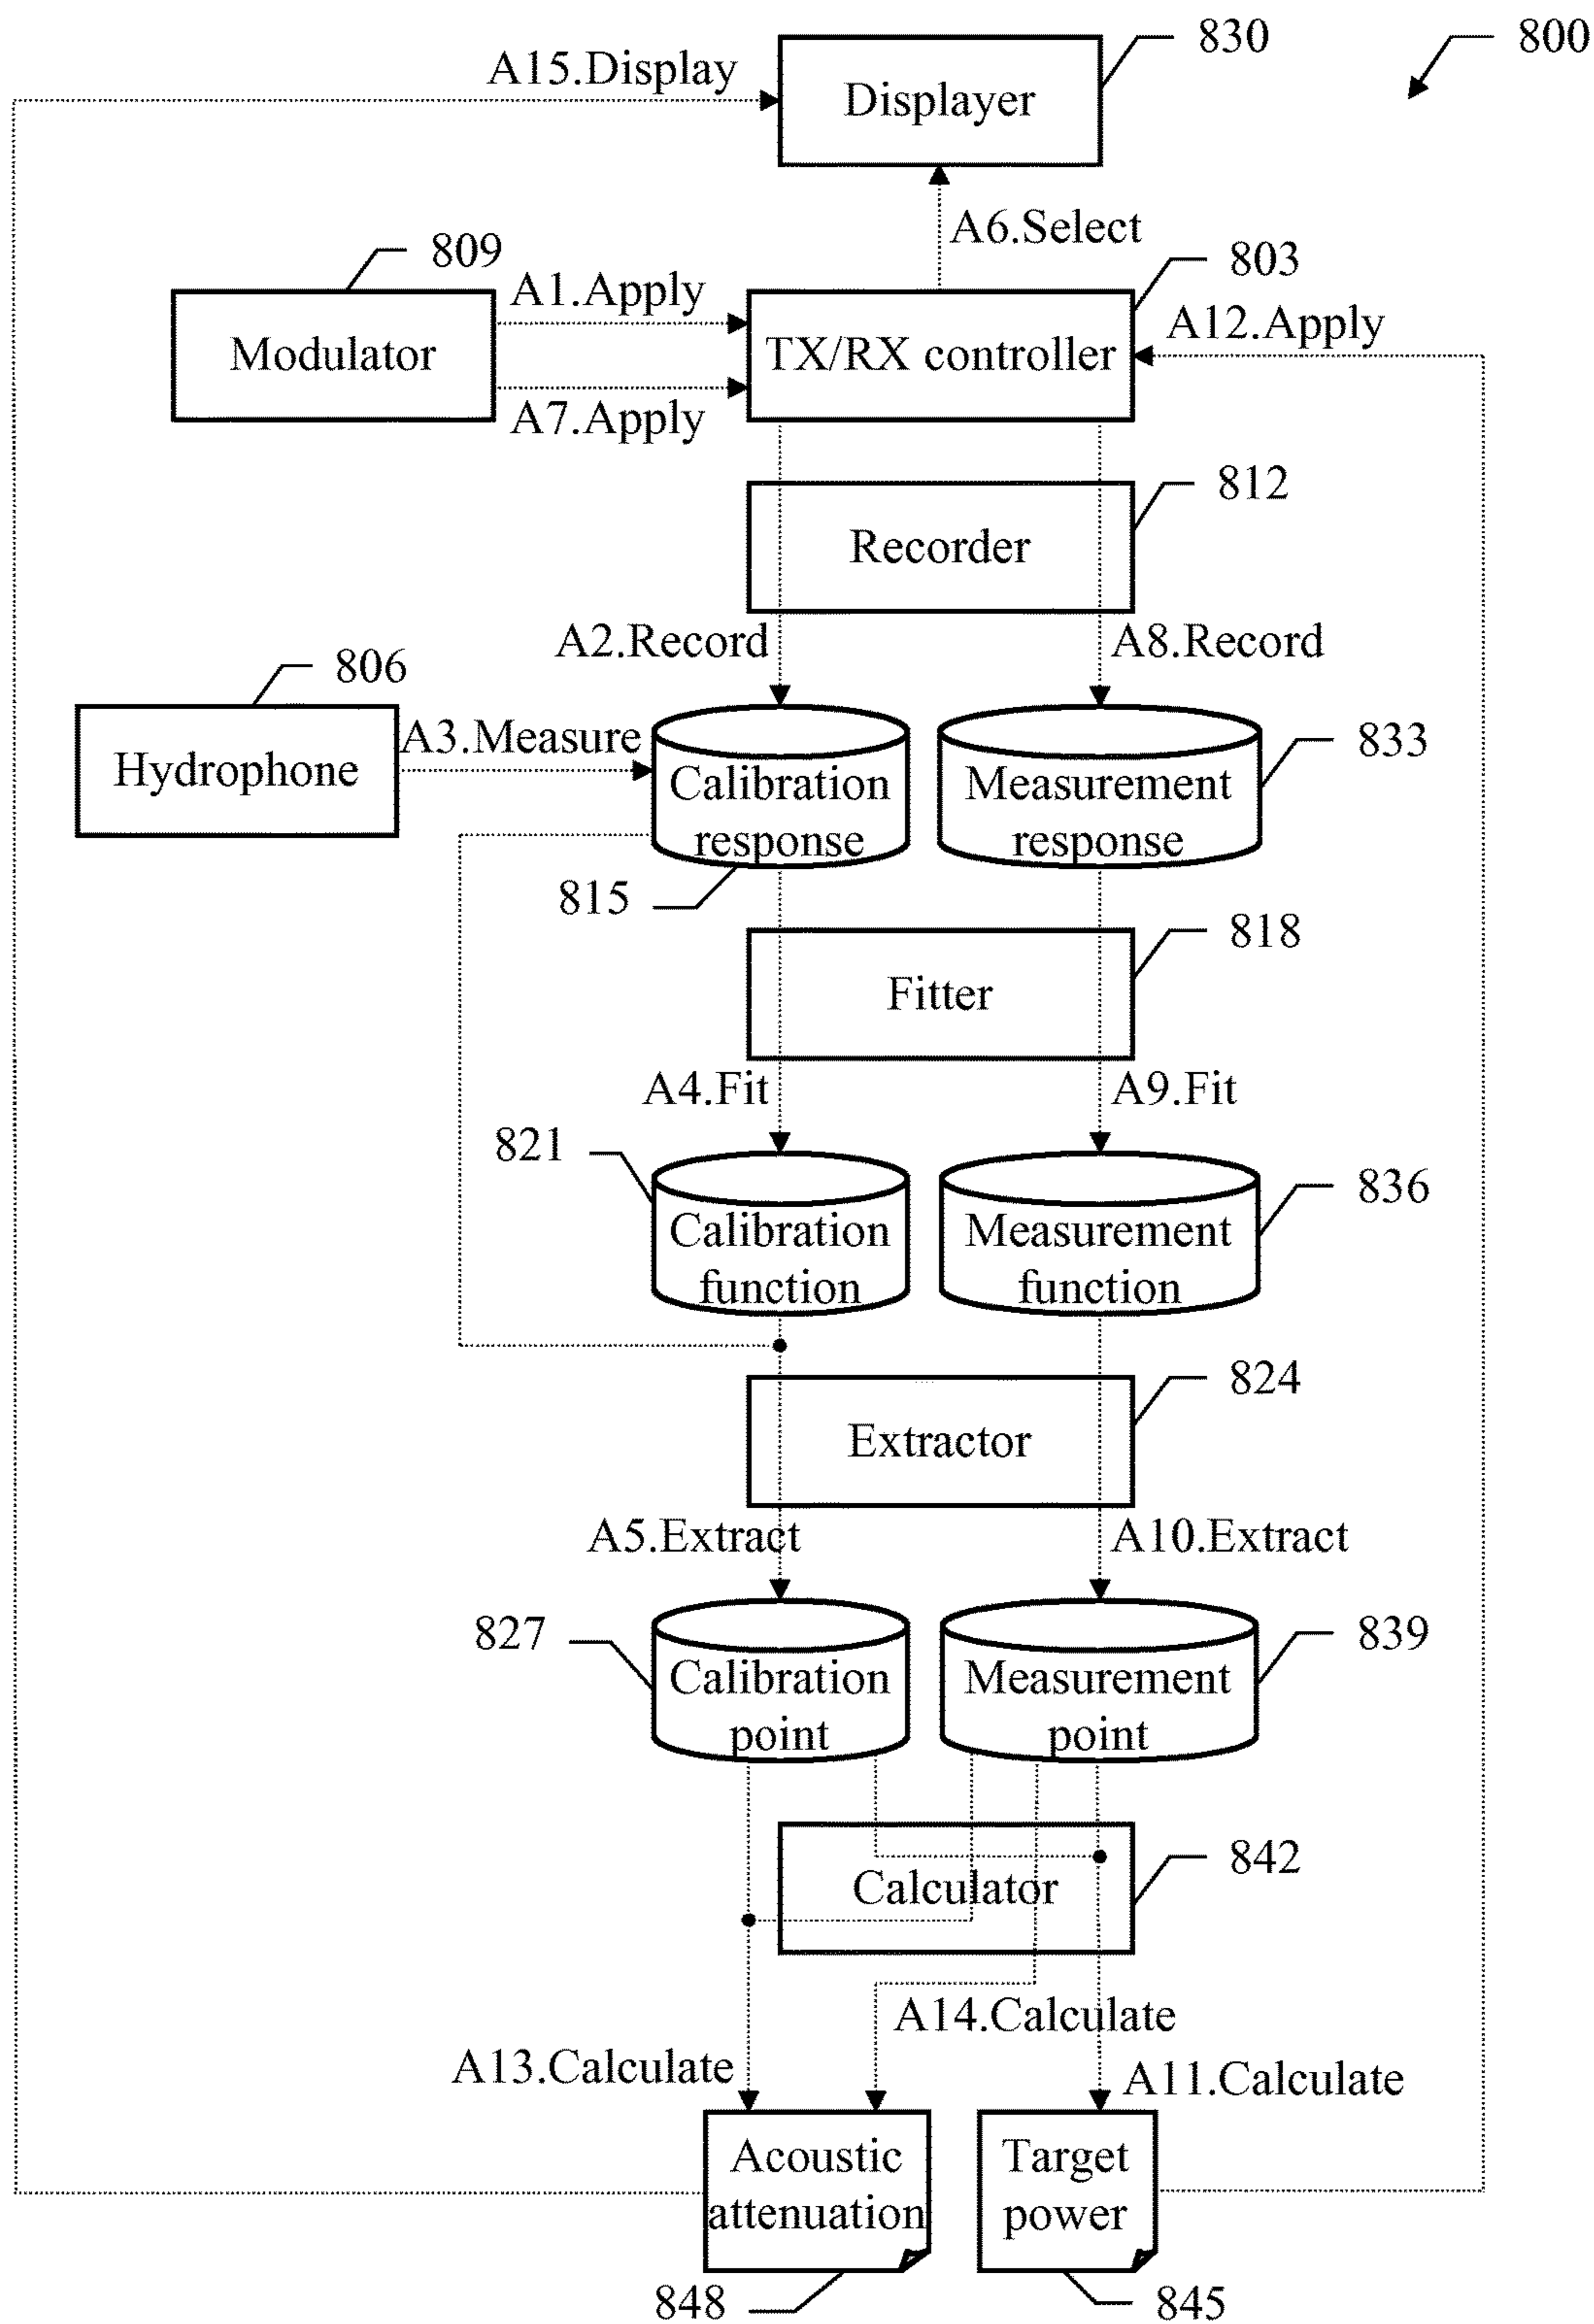 830
800
A15.Display
Displayer
A6.Select
809
803
A1.Apply
A12.Apply
Modulator
TX/RX controller
A7.Apply
812
Recorder
A2.Record
A8.Record
806
A3.Measure
833
Hydrophone
Calibration
response
Measurement
response
815
818
Fitter
A4.Fit
A9.Fit
821
836
Calibration
function
Measurement
function
824
Extractor
A5.Extract
A10.Extract
827
839
Calibration
point
Measurement
point
842
Calculator
A14.Calculate
A13.Calculate
A11.Calculate
Acoustic
attenuation
Target
power
848
845